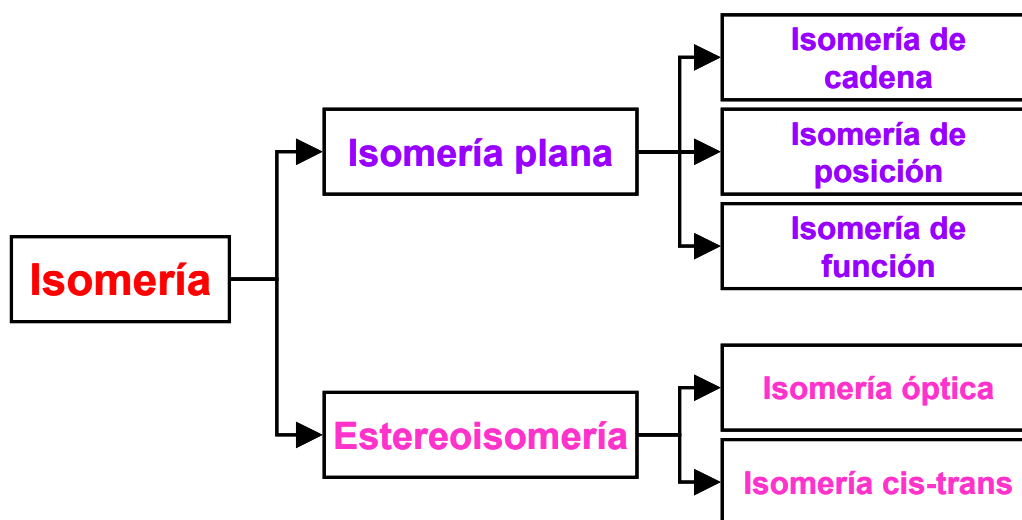 Isomería
Isomería plana
Isomería de
cadena
Isomería de
posición
Isomería de
función
Estereoisomería
Isomería óptica
Isomería cis-trans